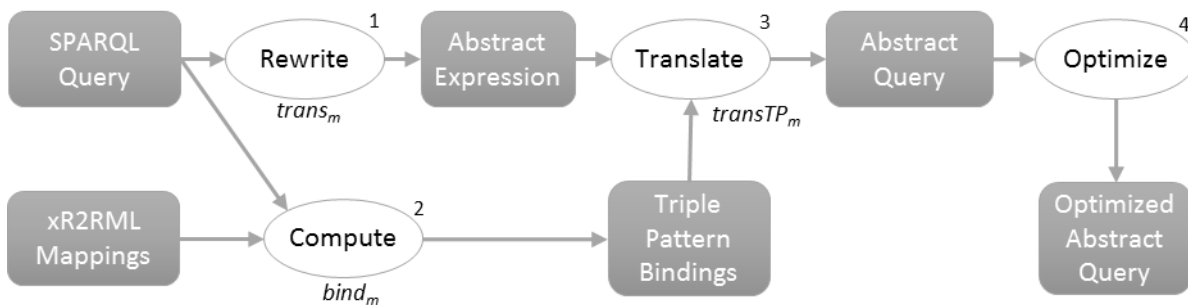 SPARQL
Query
1
Rewrite
trans_m
Abstract
Expression
3
Translate
transTP_m
Abstract
Query
4
Optimize
xR2RML
Mappings
2
Compute
bind_m
Triple
Pattern
Bindings
Optimized
Abstract
Query